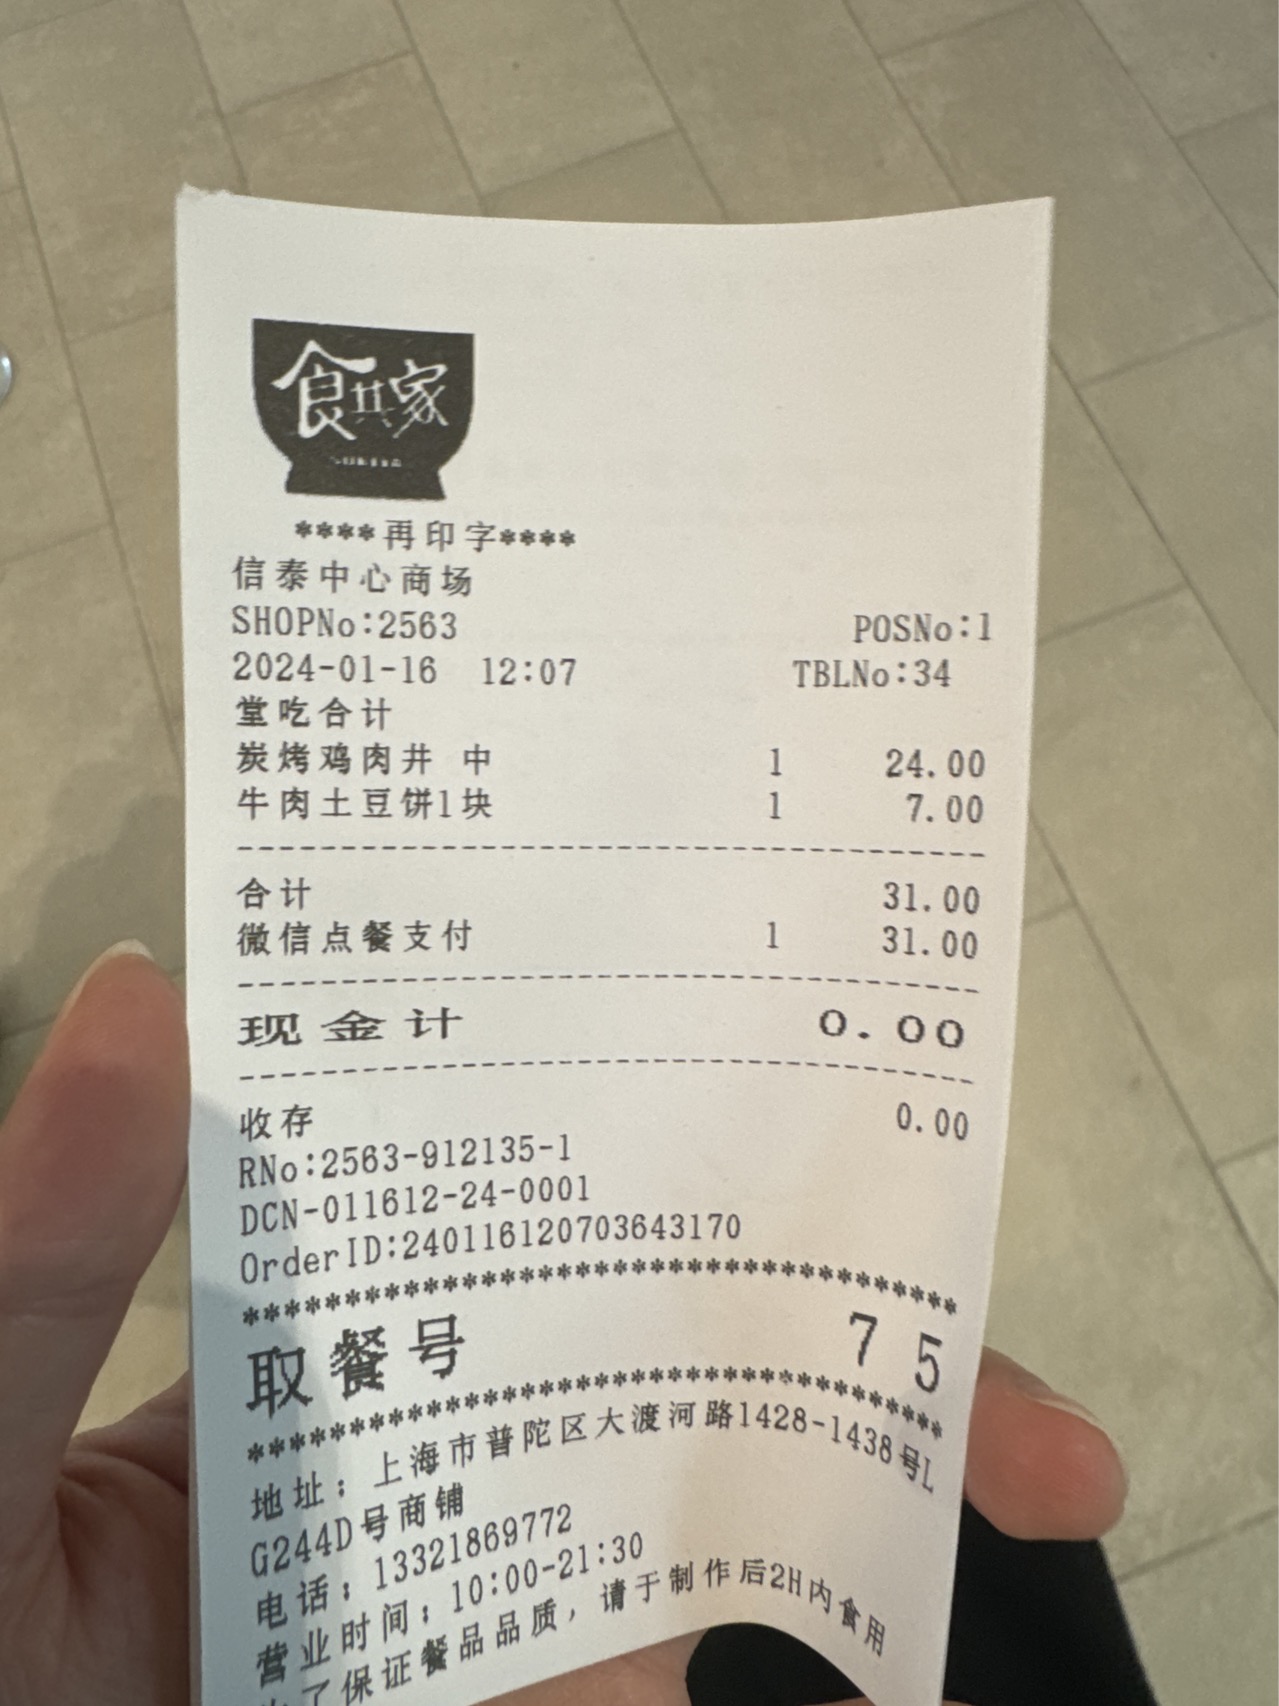 食其家
****再印字****
信泰中心商场
SHOPNo:2563 POSNo:1
2024-01-16 12:07 TBLNo:34
堂吃合计
炭烤鸡肉井 中 1 24.00
牛肉土豆饼1块 1 7.00
合计 31.00
微信点餐支付 1 31.00
现金计 0.00
收存 0.00
RNo:2563-912135-1
DCN-011612-24-0001
OrderID:240116120703643170
****************************************
取餐号 75
****************************************
地址：上海市普陀区大渡河路1428-1438号L
G244D号商铺
电话：13321869772
营业时间：10:00-21:30
为了保证餐品品质，请于制作后2H内食用